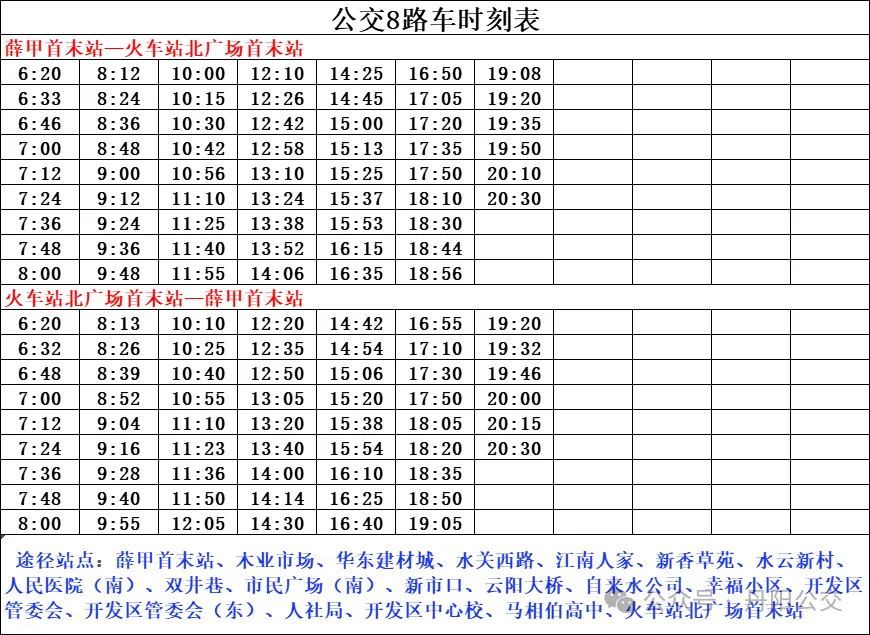 公交8路车时刻表
薛甲首末站—火车站北广场首末站
6:20 8:12 10:00 12:10 14:25 16:50 19:08
6:33 8:24 10:15 12:26 14:45 17:05 19:20
6:46 8:36 10:30 12:42 15:00 17:20 19:35
7:00 8:48 10:42 12:58 15:13 17:35 19:50
7:12 9:00 10:56 13:10 15:25 17:50 20:10
7:24 9:12 11:10 13:24 15:37 18:10 20:30
7:36 9:24 11:25 13:38 15:53 18:30
7:48 9:36 11:40 13:52 16:15 18:44
8:00 9:48 11:55 14:06 16:35 18:56
火车站北广场首末站—薛甲首末站
6:20 8:13 10:10 12:20 14:42 16:55 19:20
6:32 8:26 10:25 12:35 14:54 17:10 19:32
6:48 8:39 10:40 12:50 15:06 17:30 19:46
7:00 8:52 10:55 13:05 15:20 17:50 20:00
7:12 9:04 11:10 13:20 15:38 18:05 20:15
7:24 9:16 11:23 13:40 15:54 18:20 20:30
7:36 9:28 11:36 14:00 16:10 18:35
7:48 9:40 11:50 14:14 16:25 18:50
8:00 9:55 12:05 14:30 16:40 19:05
途径站点：薛甲首末站、木业市场、华东建材城、水关西路、江南人家、新香草苑、水云新村、
人民医院（南）、双井巷、市民广场（南）、新市口、云阳大桥、自来水公司、幸福小区、开发区
管委会、开发区管委会（东）、人社局、开发区中心校、马相伯高中、火车站北广场首末站
公众号 · 丹阳公交